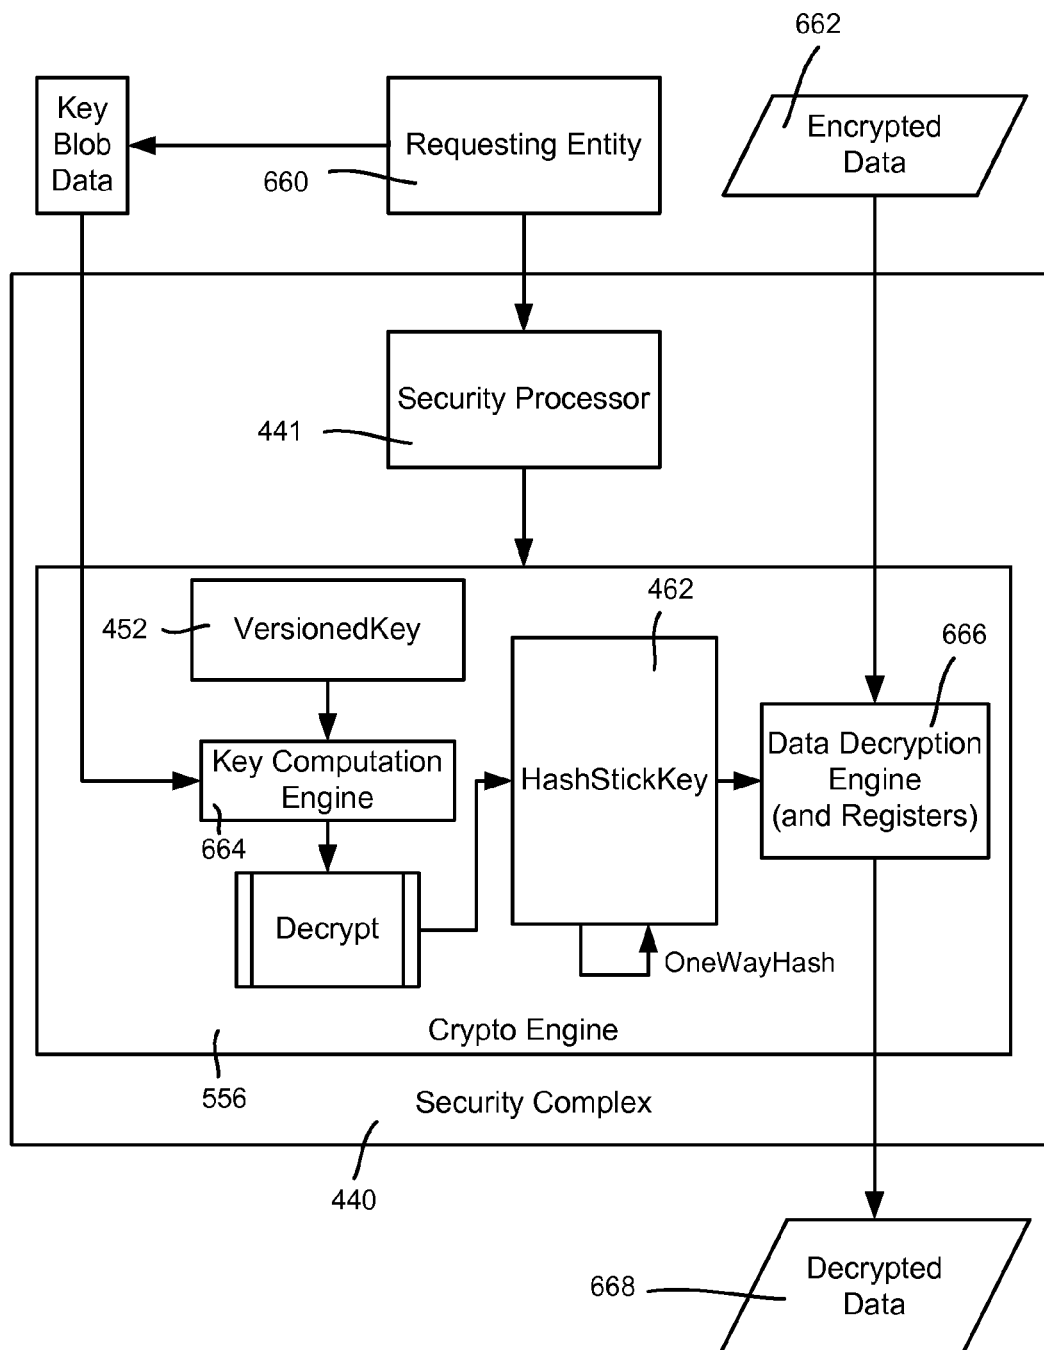 662
Key
Blob
Data
Requesting Entity
660
Encrypted
Data
Security Processor
441
452
VersionedKey
462
666
Key Computation
Engine
664
HashStickKey
Data Decryption
Engine
(and Registers)
Decrypt
OneWayHash
Crypto Engine
556
Security Complex
440
668
Decrypted
Data